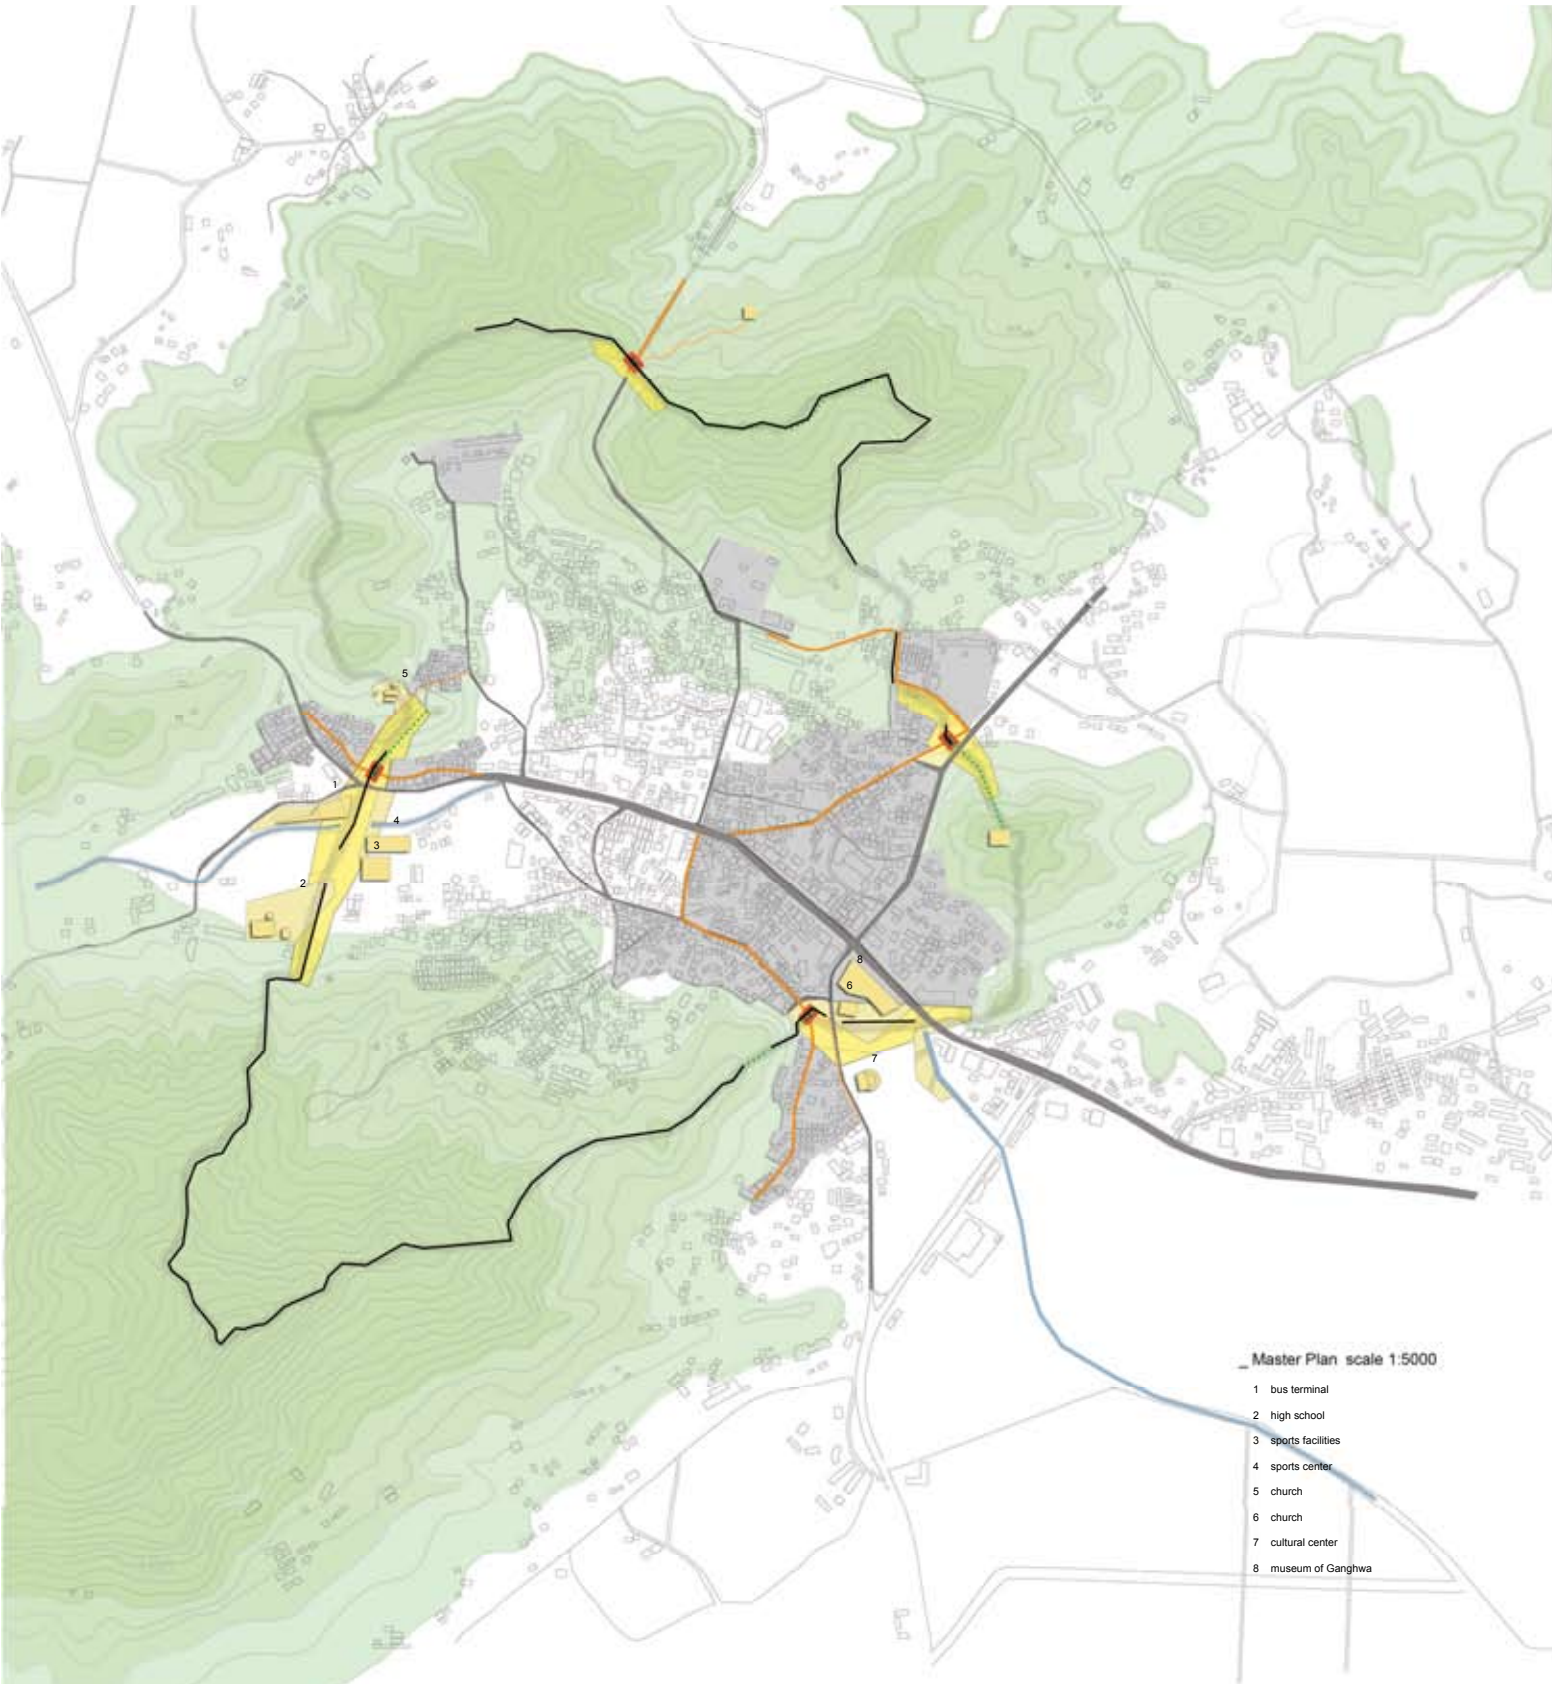 5
1
4
3
2
8
6
7
_ Master Plan scale 1:5000
1 bus terminal
2 high school
3 sports facilities
4 sports center
5 church
6 church
7 cultural center
8 museum of Ganghwa